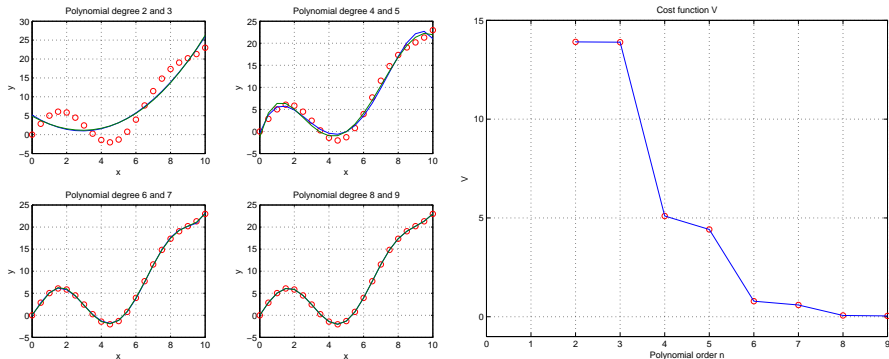 Polynomial degree 2 and 3
30
25
20
15
10
5
0
−5
y
0 2 4 6 8 10
x
Polynomial degree 4 and 5
25
20
15
10
5
0
−5
y
0 2 4 6 8 10
x
Polynomial degree 6 and 7
25
20
15
10
5
0
−5
y
0 2 4 6 8 10
x
Polynomial degree 8 and 9
25
20
15
10
5
0
−5
y
0 2 4 6 8 10
x
Cost function V
15
10
5
0
V
0 1 2 3 4 5 6 7 8 9
Polynomial order n